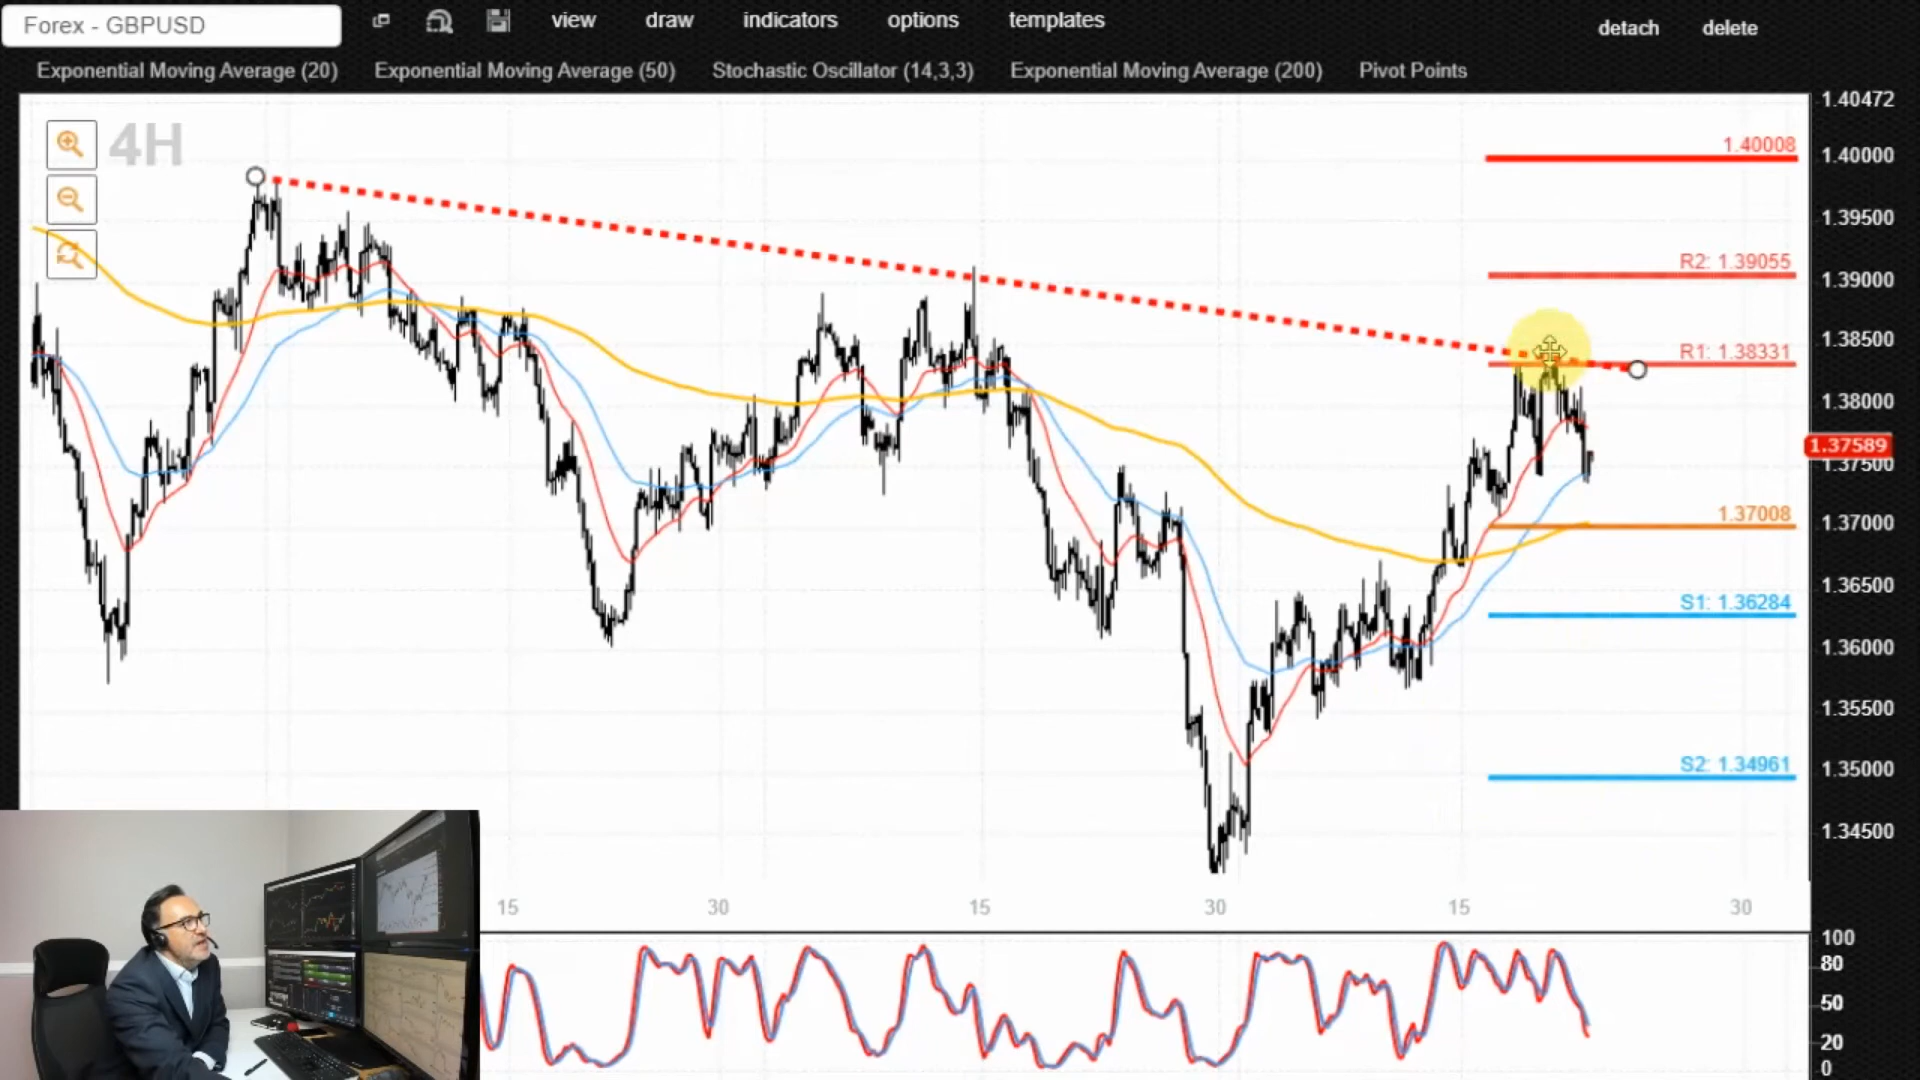 Forex - GBPUSD
view draw indicators options templates
detach delete
Exponential Moving Average (20) Exponential Moving Average (50) Stochastic Oscillator (14,3,3) Exponential Moving Average (200) Pivot Points
4H
1.40008
R2: 1.39055
R1: 1.38331
1.37008
S1: 1.36284
S2: 1.34961
1.40472
1.40000
1.39500
1.39000
1.38500
1.38000
1.37589
1.37500
1.37000
1.36500
1.36000
1.35500
1.35000
1.34500
15 30 15 30 15 30
100
80
50
20
0